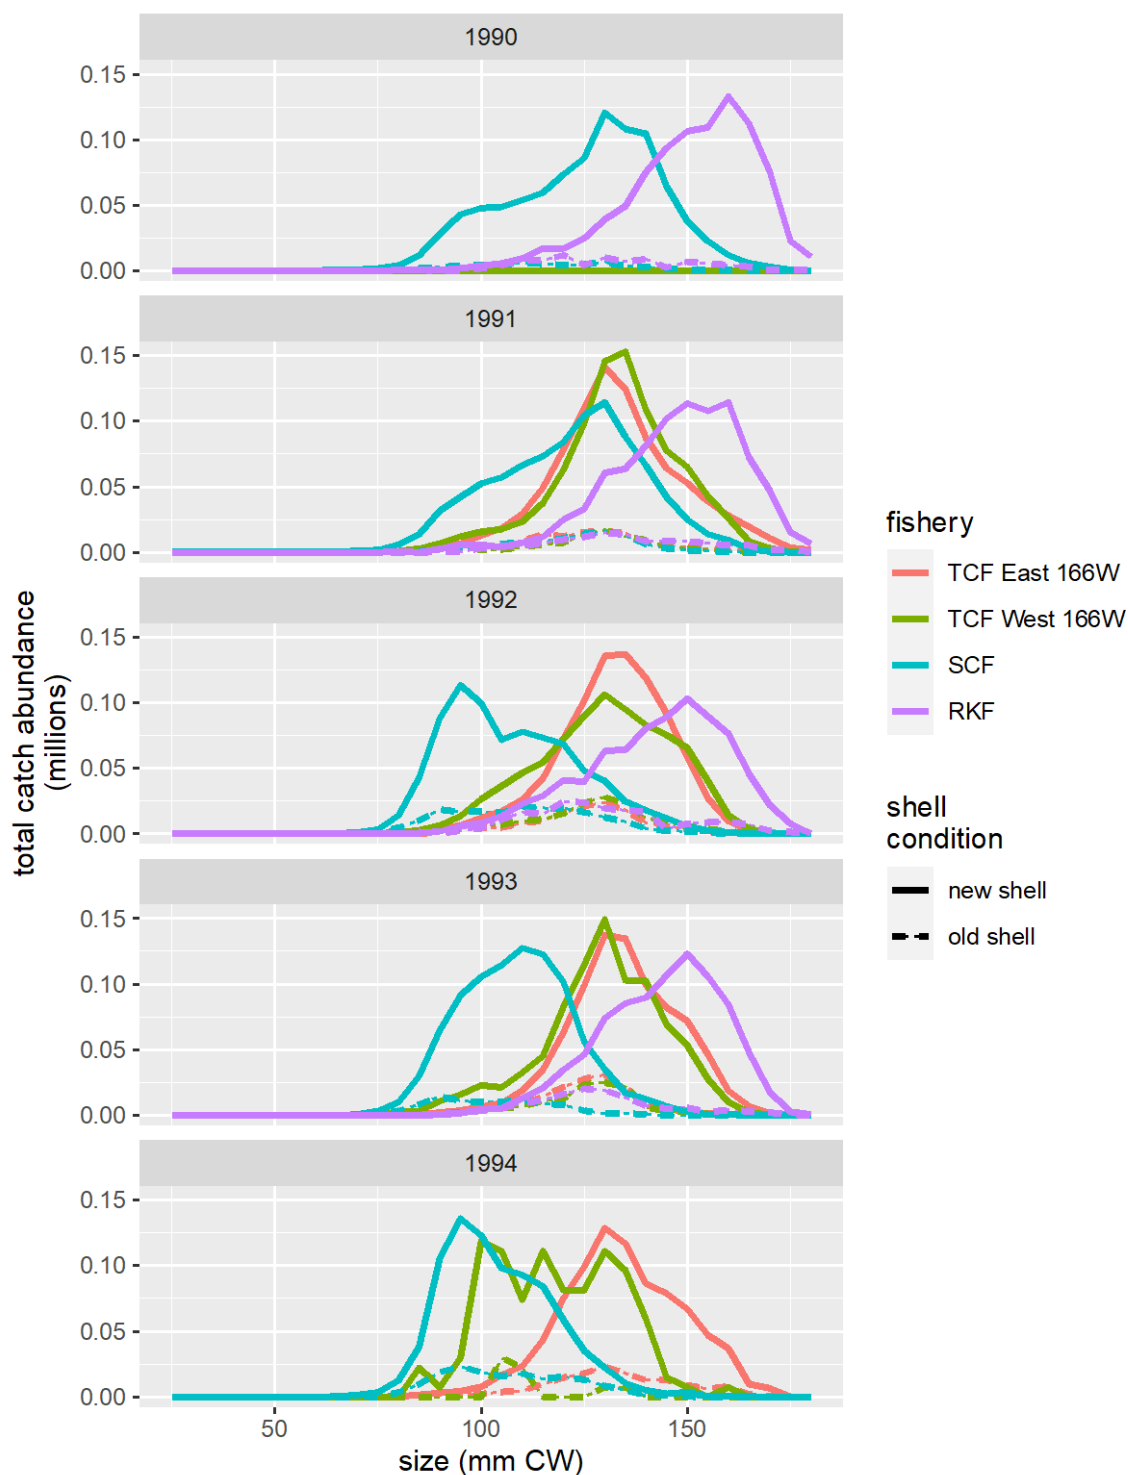 1990
0.15
0.10
0.05
0.00
1991
0.15
0.10
0.05
0.00
1992
0.15
0.10
0.05
0.00
1993
0.15
0.10
0.05
0.00
1994
0.15
0.10
0.05
0.00
50 100 150
size (mm CW)
total catch abundance
(millions)
fishery
TCF East 166W
TCF West 166W
SCF
RKF
shell
condition
new shell
old shell